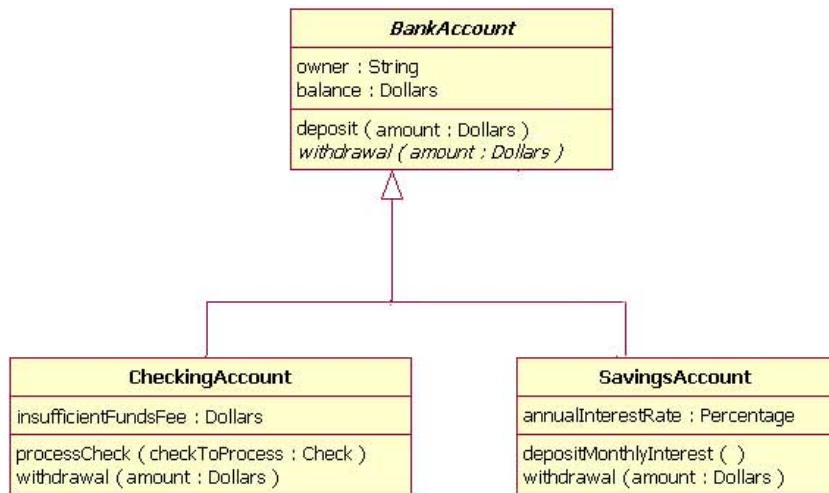 BankAccount
owner : String
balance : Dollars
deposit ( amount : Dollars )
withdrawal ( amount : Dollars )
CheckingAccount
insufficientFundsFee : Dollars
processCheck ( checkToProcess : Check )
withdrawal ( amount : Dollars )
SavingsAccount
annualInterestRate : Percentage
depositMonthlyInterest ( )
withdrawal ( amount : Dollars )